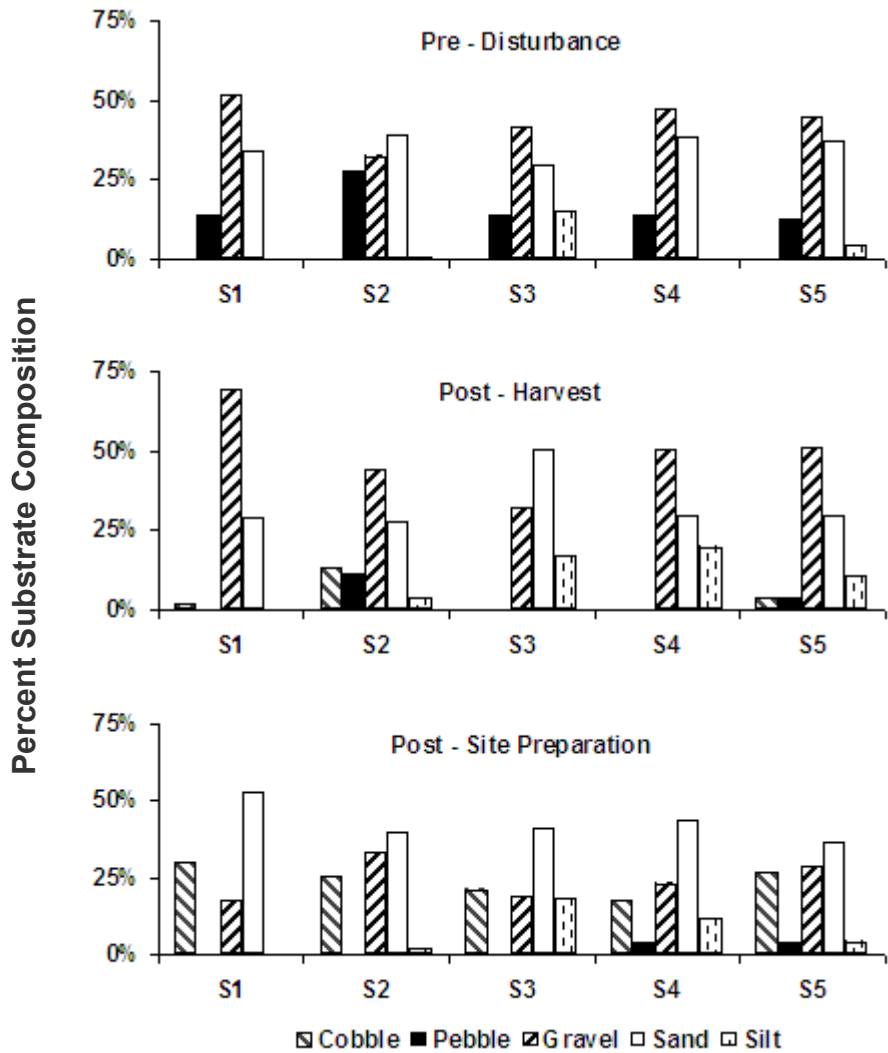 Percent Substrate Composition
75%
Pre - Disturbance
50%
25%
0%
S1 S2 S3 S4 S5
75%
Post - Harvest
50%
25%
0%
S1 S2 S3 S4 S5
75%
Post - Site Preparation
50%
25%
0%
S1 S2 S3 S4 S5
Cobble Pebble Gravel Sand Silt